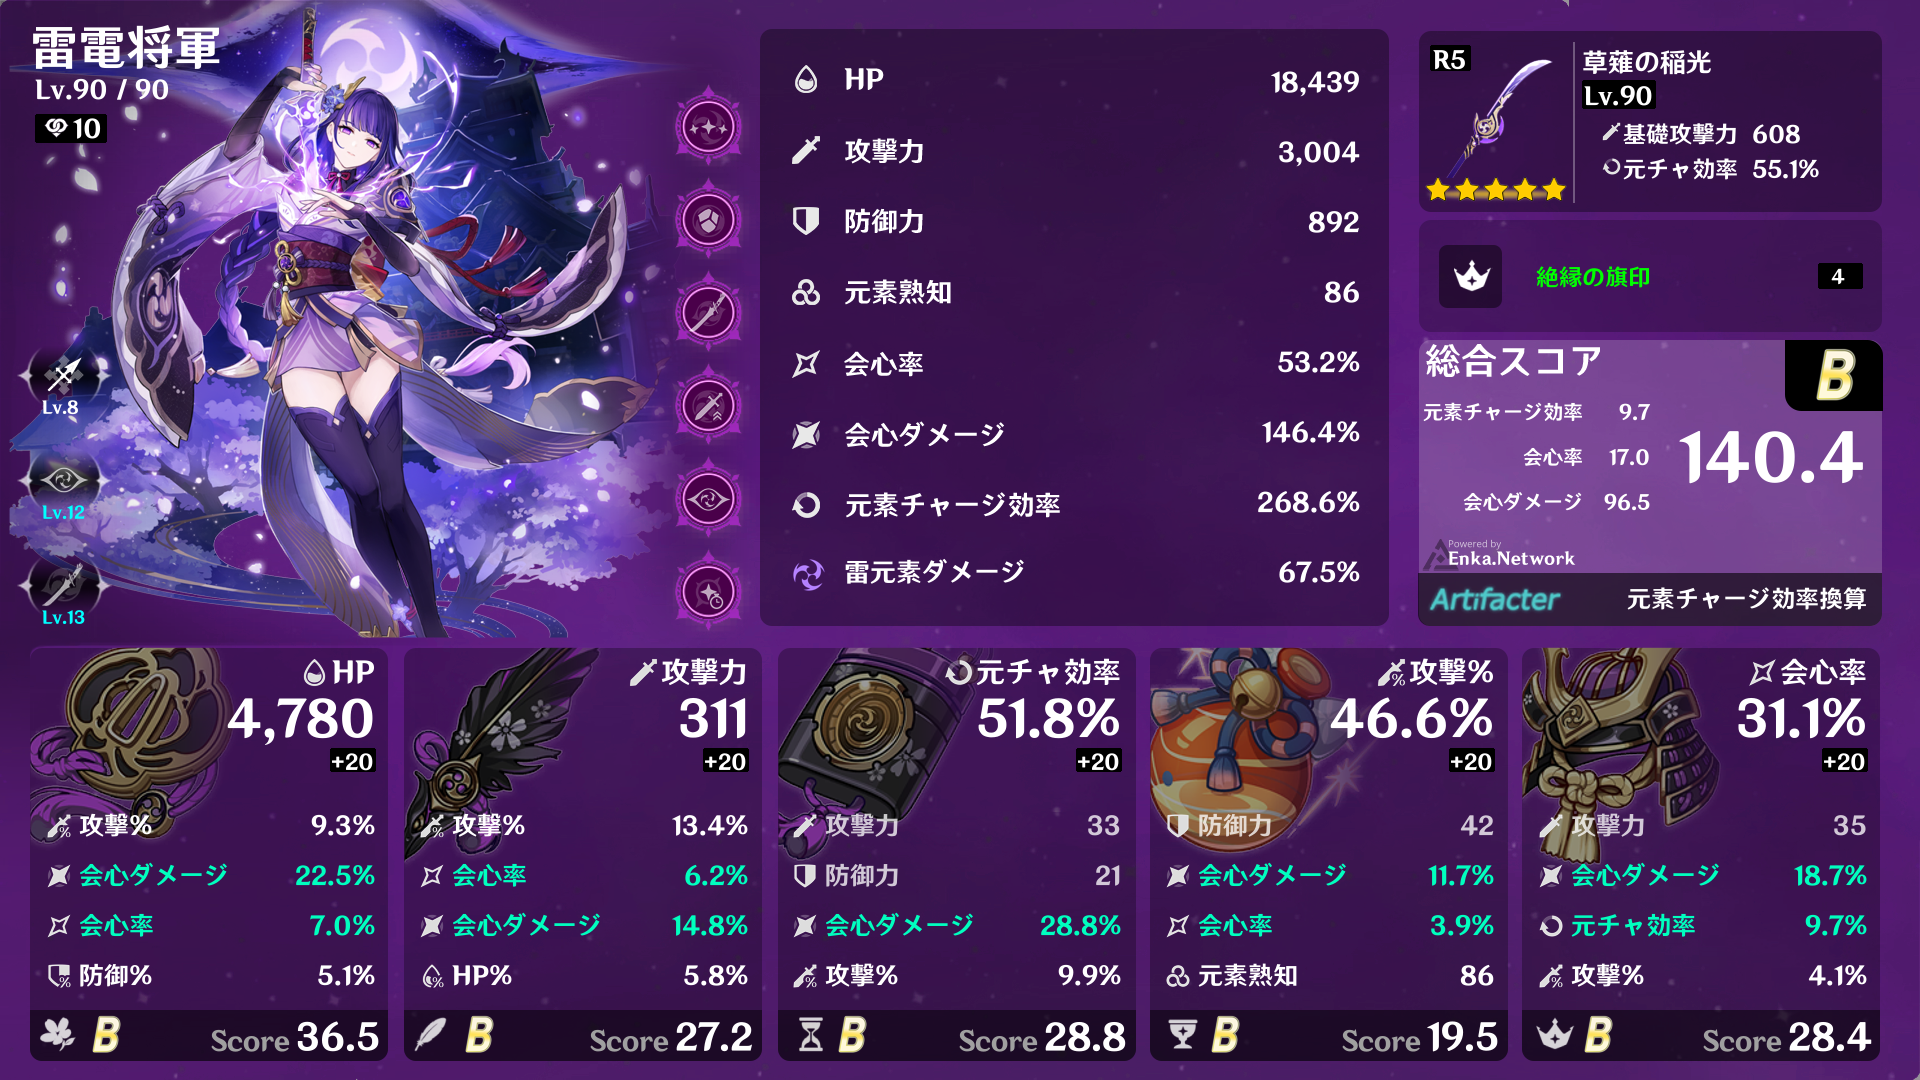 雷電将軍
Lv.90 / 90
10
Lv.8
Lv.12
Lv.13
HP 18,439
攻撃力 3,004
防御力 892
元素熟知 86
会心率 53.2%
会心ダメージ 146.4%
元素チャージ効率 268.6%
雷元素ダメージ 67.5%
R5
草薙の稲光
Lv.90
基礎攻撃力 608
元チャ効率 55.1%
絶縁の旗印 4
総合スコア
B
元素チャージ効率 9.7
会心率 17.0
会心ダメージ 96.5
140.4
Powered by
Enka.Network
Artifacter 元素チャージ効率換算
HP
4,780
+20
攻撃% 9.3%
会心ダメージ 22.5%
会心率 7.0%
防御% 5.1%
B Score 36.5
攻撃力
311
+20
攻撃% 13.4%
会心率 6.2%
会心ダメージ 14.8%
HP% 5.8%
B Score 27.2
元チャ効率
51.8%
+20
攻撃力 33
防御力 21
会心ダメージ 28.8%
攻撃% 9.9%
B Score 28.8
攻撃%
46.6%
+20
防御力 42
会心ダメージ 11.7%
会心率 3.9%
元素熟知 86
B Score 19.5
会心率
31.1%
+20
攻撃力 35
会心ダメージ 18.7%
元チャ効率 9.7%
攻撃% 4.1%
B Score 28.4